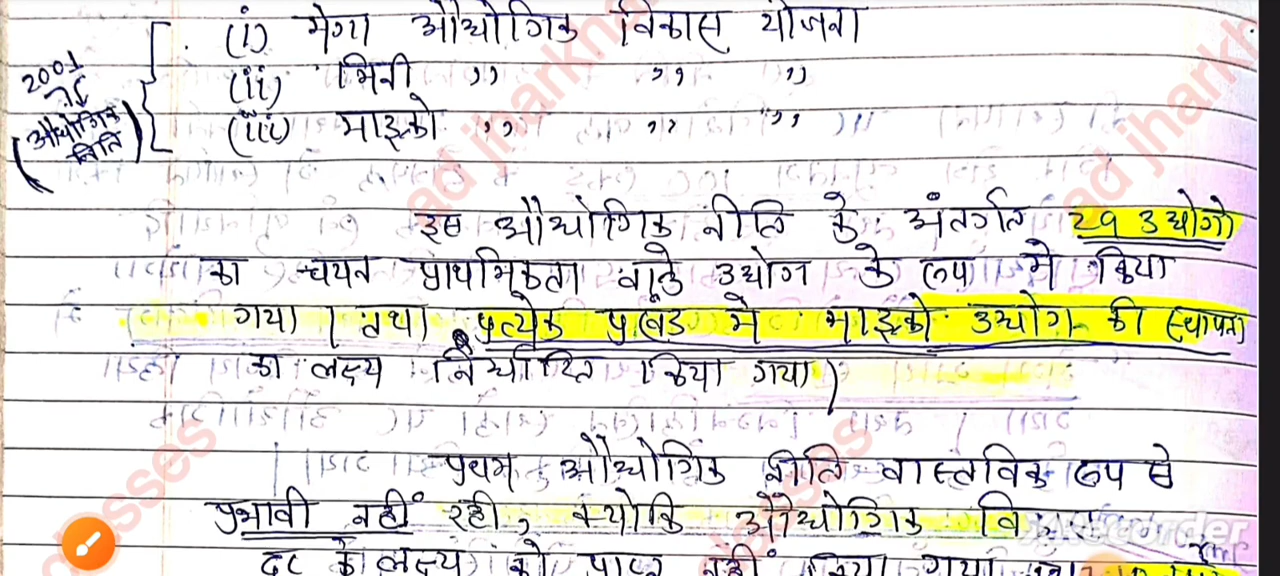 (i) मेगा औद्योगिक विकास योजना
(ii) मिनी ,, ,, ,,
(iii) माइक्रो ,, ,, ,,
2001
(औद्योगिक निति)
इस औद्योगिक नीति के अंतर्गत 29 उद्योगो
का चयन प्राथमिकता वाले उद्योग के रूप मे किया
गया | तथा प्रत्येक प्रखंड मे माइक्रो उद्योग की स्थापना
का लक्ष्य निर्धारित किया गया |
प्रथम औद्योगिक नीति वास्तविक रूप से
प्रभावी नहीं रही, क्योकि औद्योगिक
दर के लक्ष्य को नहीं किया गया